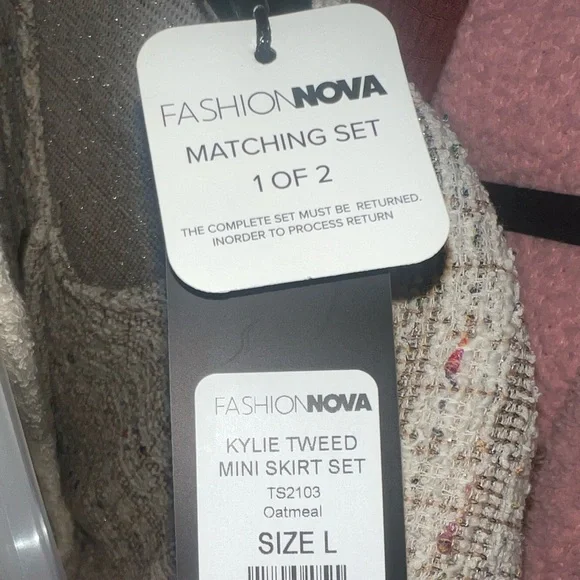 FASHIONNOVA
MATCHING SET
1 OF 2
THE COMPLETE SET MUST BE RETURNED.
INORDER TO PROCESS RETURN
FASHIONNOVA
KYLIE TWEED
MINI SKIRT SET
TS2103
Oatmeal
SIZE L